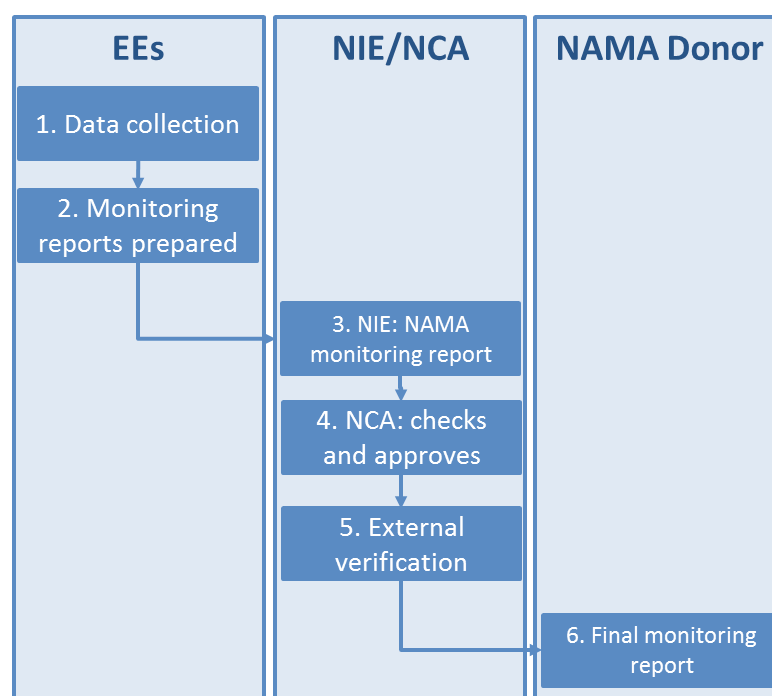 EEs
NIE/NCA
NAMA Donor
1. Data collection
2. Monitoring
reports prepared
3. NIE: NAMA
monitoring report
4. NCA: checks
and approves
5. External
verification
6. Final monitoring
report